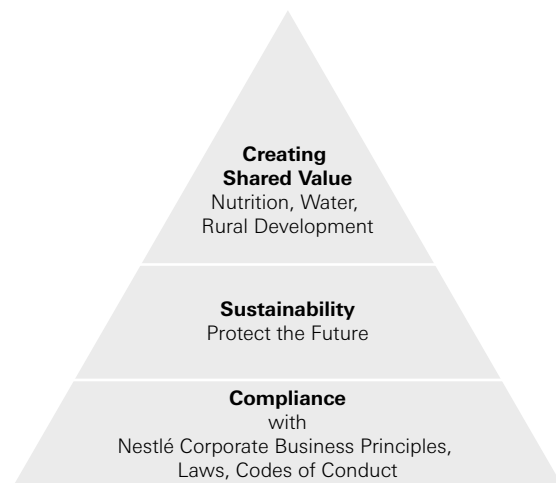 Creating
Shared Value
Nutrition, Water,
Rural Development
Sustainability
Protect the Future
Compliance
with
Nestlé Corporate Business Principles,
Laws, Codes of Conduct